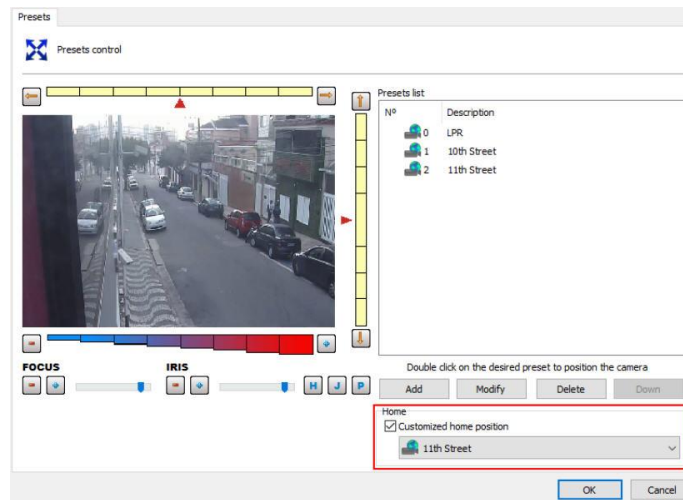 Presets
Presets control
Presets list
Nº Description
0 LPR
1 10th Street
2 11th Street
Double click on the desired preset to position the camera
FOCUS IRIS
H J P
Add Modify Delete Down
Home
Customized home position
11th Street
OK Cancel